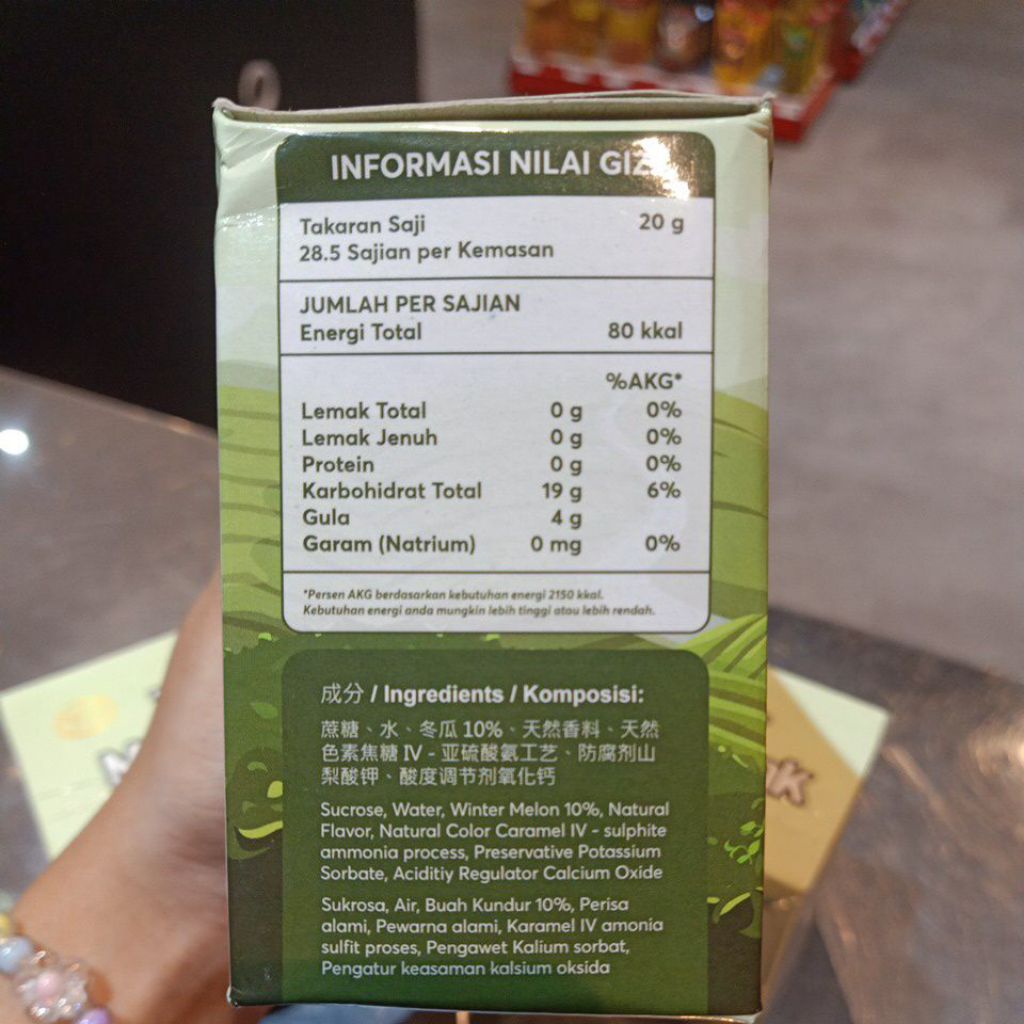 INFORMASI NILAI
Takaran Saji 20 g
28.5 Sajian per Kemasan
JUMLAH PER SAJIAN
Energi Total 80 kkal
%AKG*
Lemak Total 0 g 0%
Lemak Jenuh 0 g 0%
Protein 0 g 0%
Karbohidrat Total 19 g 6%
Gula 4 g
Garam (Natrium) 0 mg 0%
*Persen AKG berdasarkan kebutuhan energi 2150 kkal.
Kebutuhan energi anda mungkin lebih tinggi atau lebih rendah.
成分 / Ingredients / Komposisi:
蔗糖、水、冬瓜 10%、天然香料、天然
色素焦糖 IV - 亚硫酸氨工艺、防腐剂山
梨酸钾、酸度调节剂氧化钙
Sucrose, Water, Winter Melon 10%, Natural
Flavor, Natural Color Caramel IV - sulphite
ammonia process, Preservative Potassium
Sorbate, Aciditiy Regulator Calcium Oxide
Sukrosa, Air, Buah Kundur 10%, Perisa
alami, Pewarna alami, Karamel IV amonia
sulfit proses, Pengawet Kalium sorbat,
Pengatur keasaman kalsium oksida